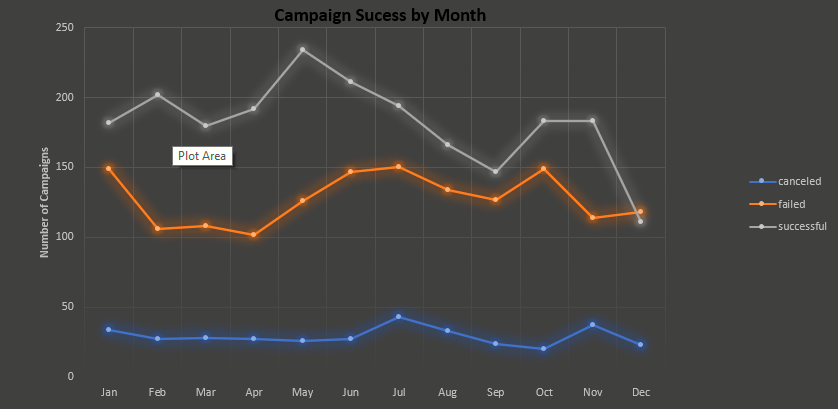 Campaign Sucess by Month
250
200
150
100
50
0
Number of Campaigns
Plot Area
Jan Feb Mar Apr May Jun Jul Aug Sep Oct Nov Dec
canceled
failed
successful